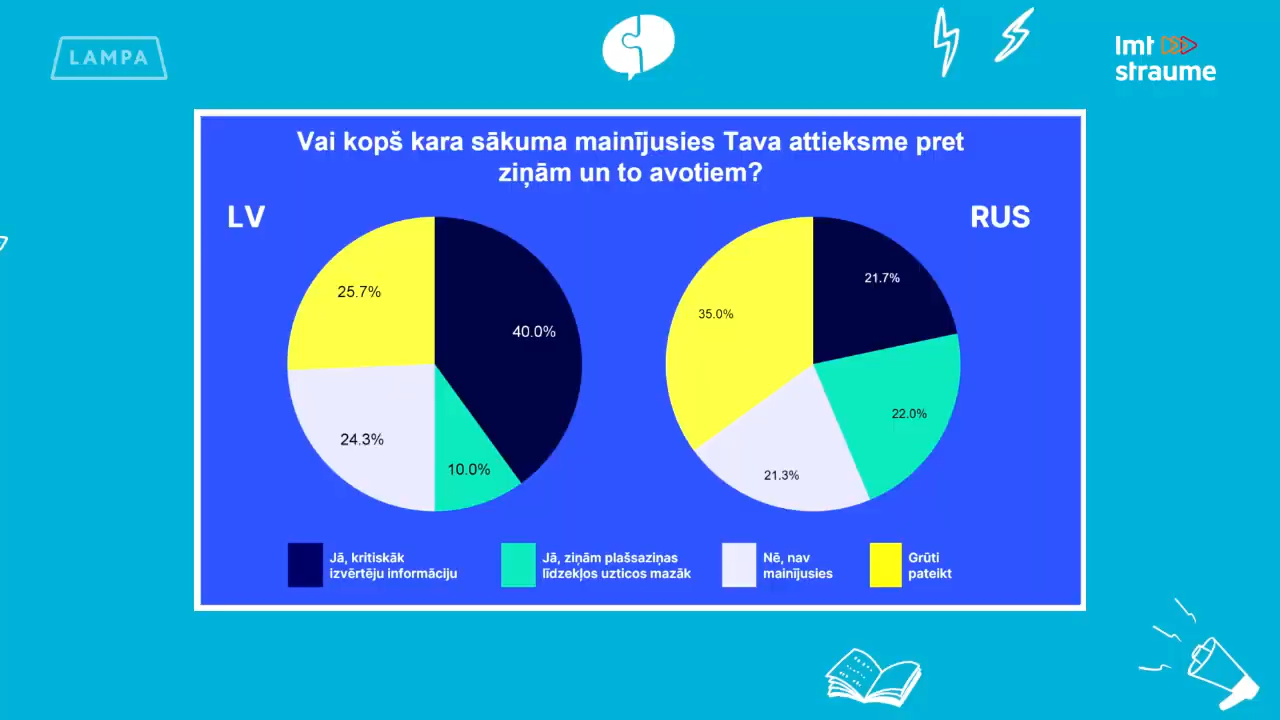 LAMPA
lmt
straume
Vai kopš kara sākuma mainījusies Tava attieksme pret
ziņām un to avotiem?
LV
RUS
25.7%
40.0%
24.3%
10.0%
21.7%
35.0%
22.0%
21.3%
Jā, kritiskāk
izvērtēju informāciju
Jā, ziņām plašsaziņas
līdzekļos uzticos mazāk
Nē, nav
mainījusies
Grūti
pateikt